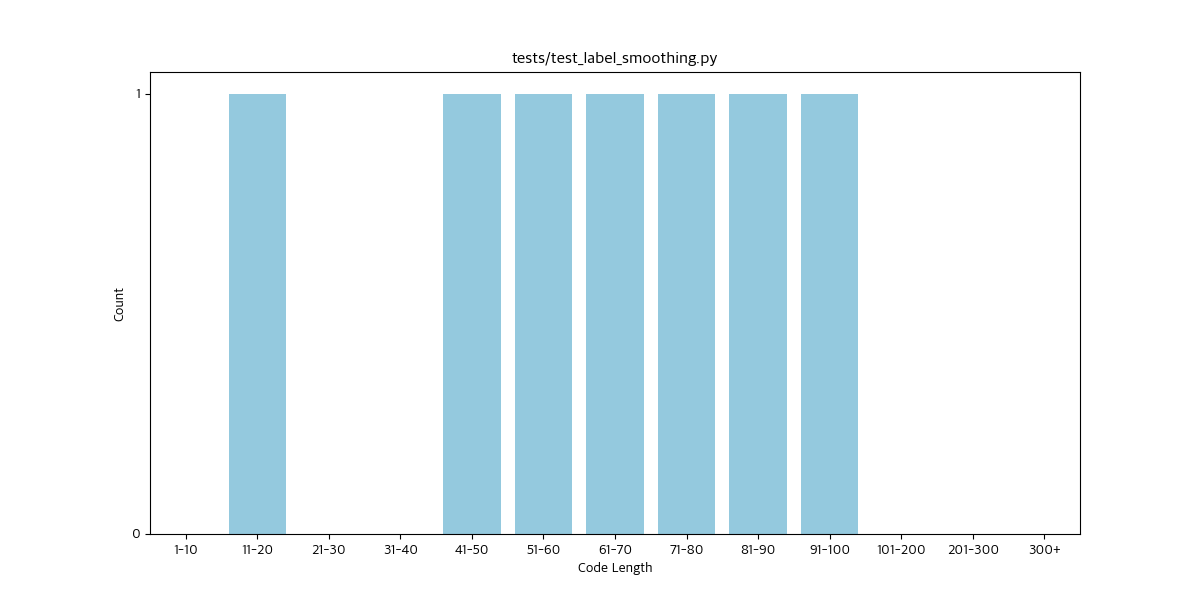 tests/test_label_smoothing.py
1
0
Count
1-10 11-20 21-30 31-40 41-50 51-60 61-70 71-80 81-90 91-100 101-200 201-300 300+
Code Length